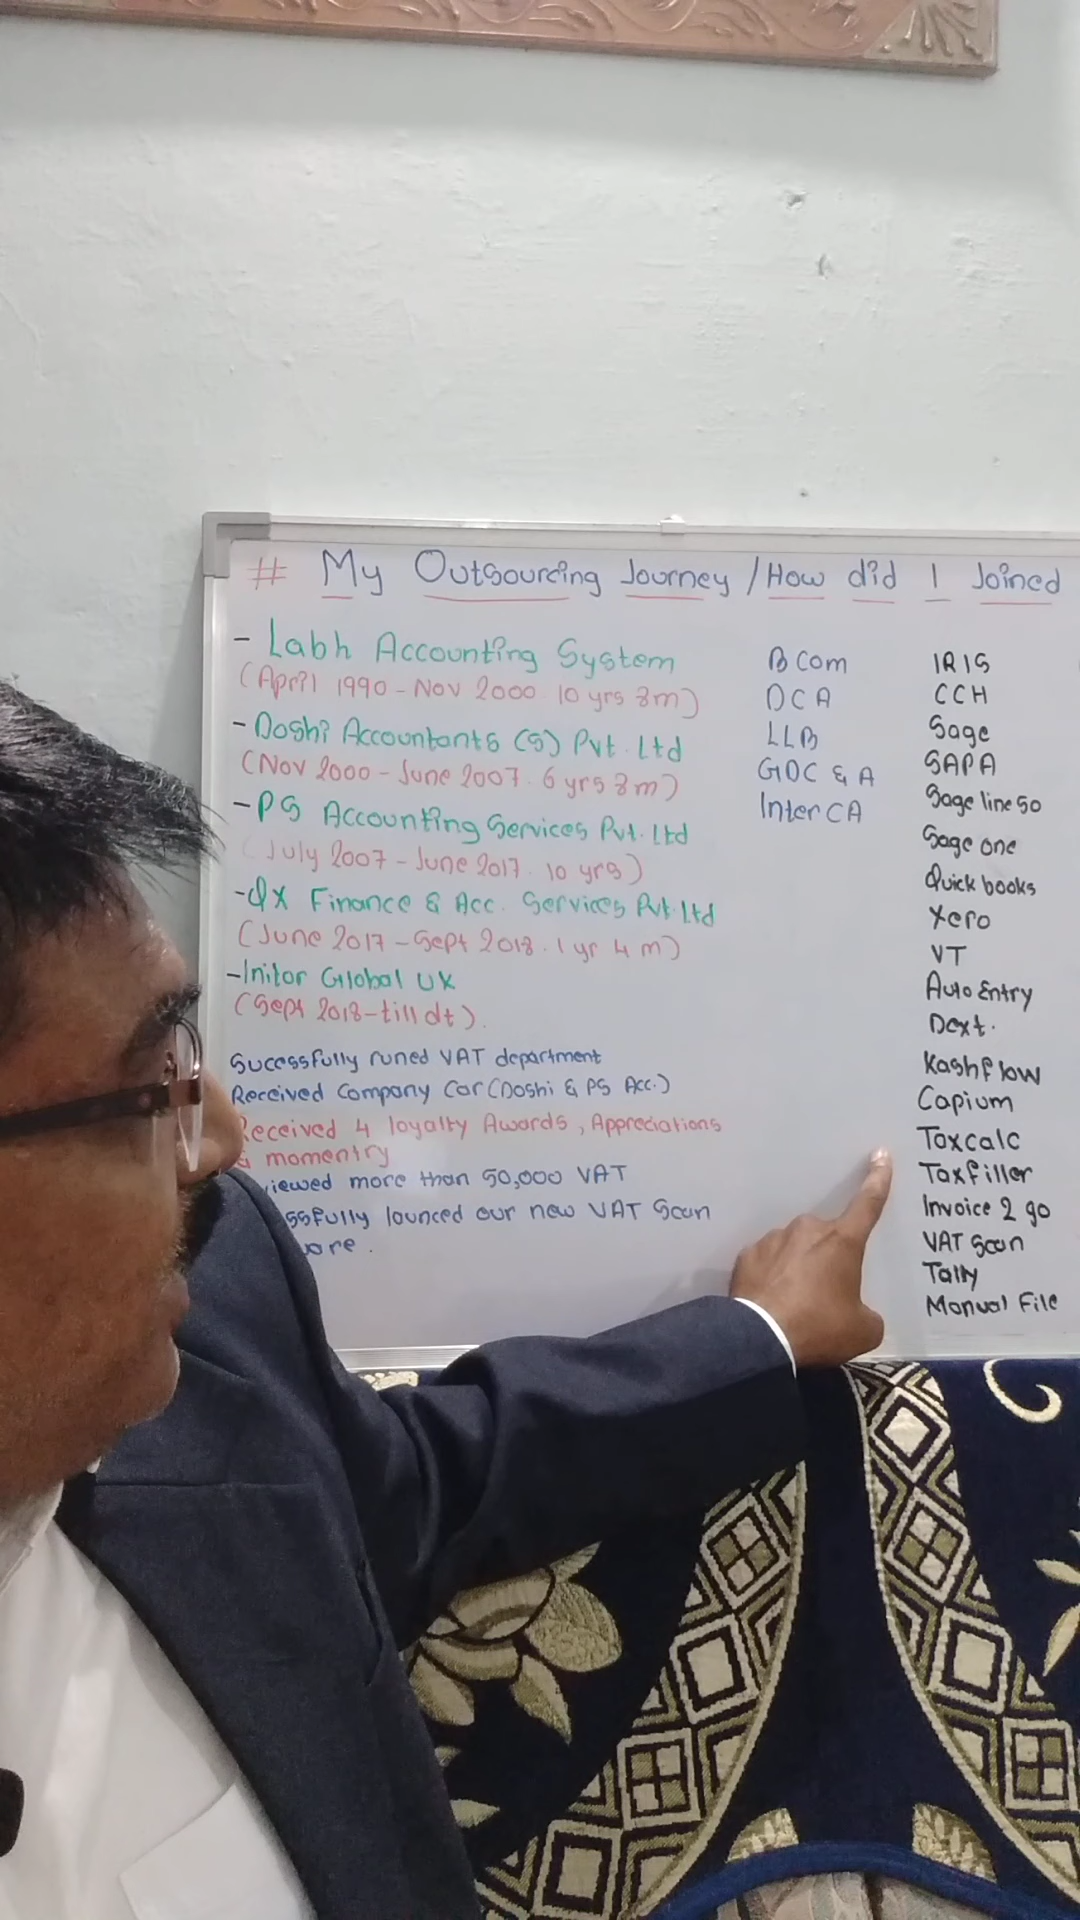 # My Outsourcing Journey / How did I Joined
- Labh Accounting System
(April 1990 - Nov 2000. 10 yrs 8m)
- Doshi Accountants (S) Pvt. Ltd
(Nov 2000 - June 2007. 6 yrs 8m)
- PS Accounting Services Pvt. Ltd
(July 2007 - June 2017. 10 yrs)
- QX Finance & Acc. Services Pvt. Ltd
(June 2017 - Sept 2018. 1 yr 4 m)
- Initor Global UK
(Sept 2018 - till dt).
Sucessfully runed VAT department
Received Company Car (Doshi & PS Acc.)
Received 4 loyalty Awards, Appreciations
& momentry
iewed more than 50,000 VAT
ssfully lounced our new VAT Scan
ware.
B Com
DCA
LLB
GDC & A
Inter CA
IRIS
CCH
Sage
SAPA
Sage line 50
Sage one
Quick books
Xero
VT
Auto Entry
Dext.
Kashflow
Capium
Taxcalc
Taxfiller
Invoice 2 go
VAT Scan
Tally
Manual File